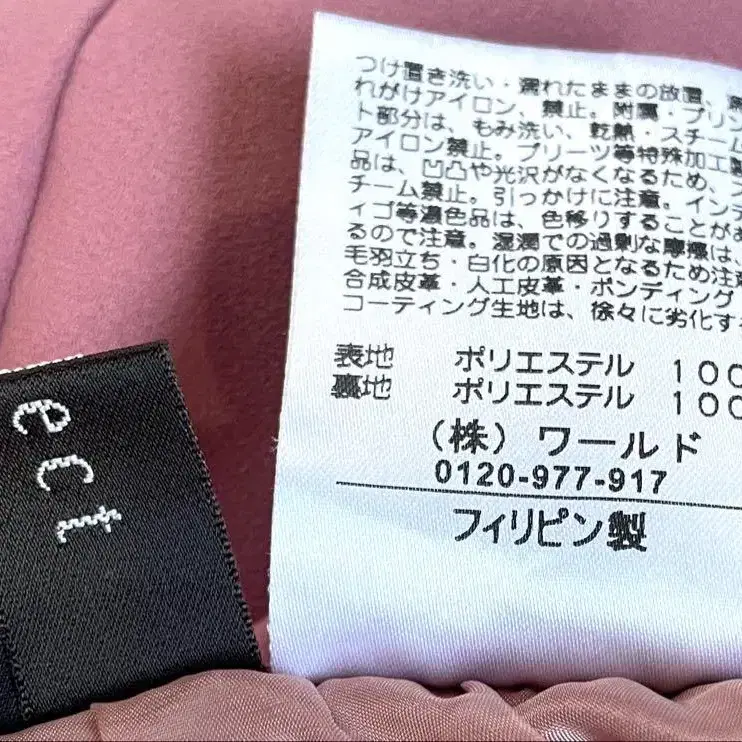 つけ置き洗い・濡れたままの放置、
れがけアイロン、禁止。附属・プリン
ト部分は、もみ洗い、乾熱・スチーム
アイロン禁止。プリーツ等特殊加工製
品は、凹凸や光沢がなくなるため、ス
チーム禁止。引っかけに注意。インデ
ィゴ等濃色品は、色移りすることがあ
るので注意。湿潤での過剰な摩擦は、
毛羽立ち・白化の原因となるため注意
合成皮革・人工皮革・ボンディング・
コーティング生地は、徐々に劣化する
表地 ポリエステル 100
裏地 ポリエステル 100
(株)ワールド
0120-977-917
フィリピン製
ect